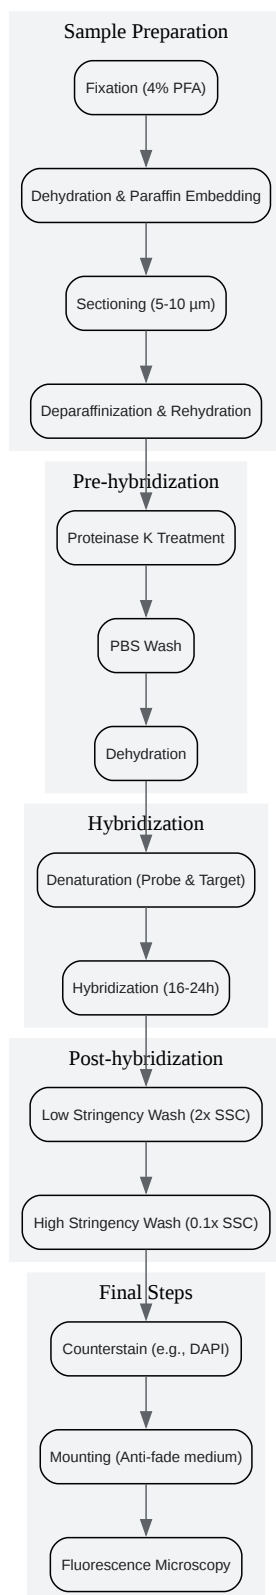 Sample Preparation
Fixation (4% PFA)
Dehydration & Paraffin Embedding
Sectioning (5-10 µm)
Deparaffinization & Rehydration
Pre-hybridization
Proteinase K Treatment
PBS Wash
Dehydration
Hybridization
Denaturation (Probe & Target)
Hybridization (16-24h)
Post-hybridization
Low Stringency Wash (2x SSC)
High Stringency Wash (0.1x SSC)
Final Steps
Counterstain (e.g., DAPI)
Mounting (Anti-fade medium)
Fluorescence Microscopy